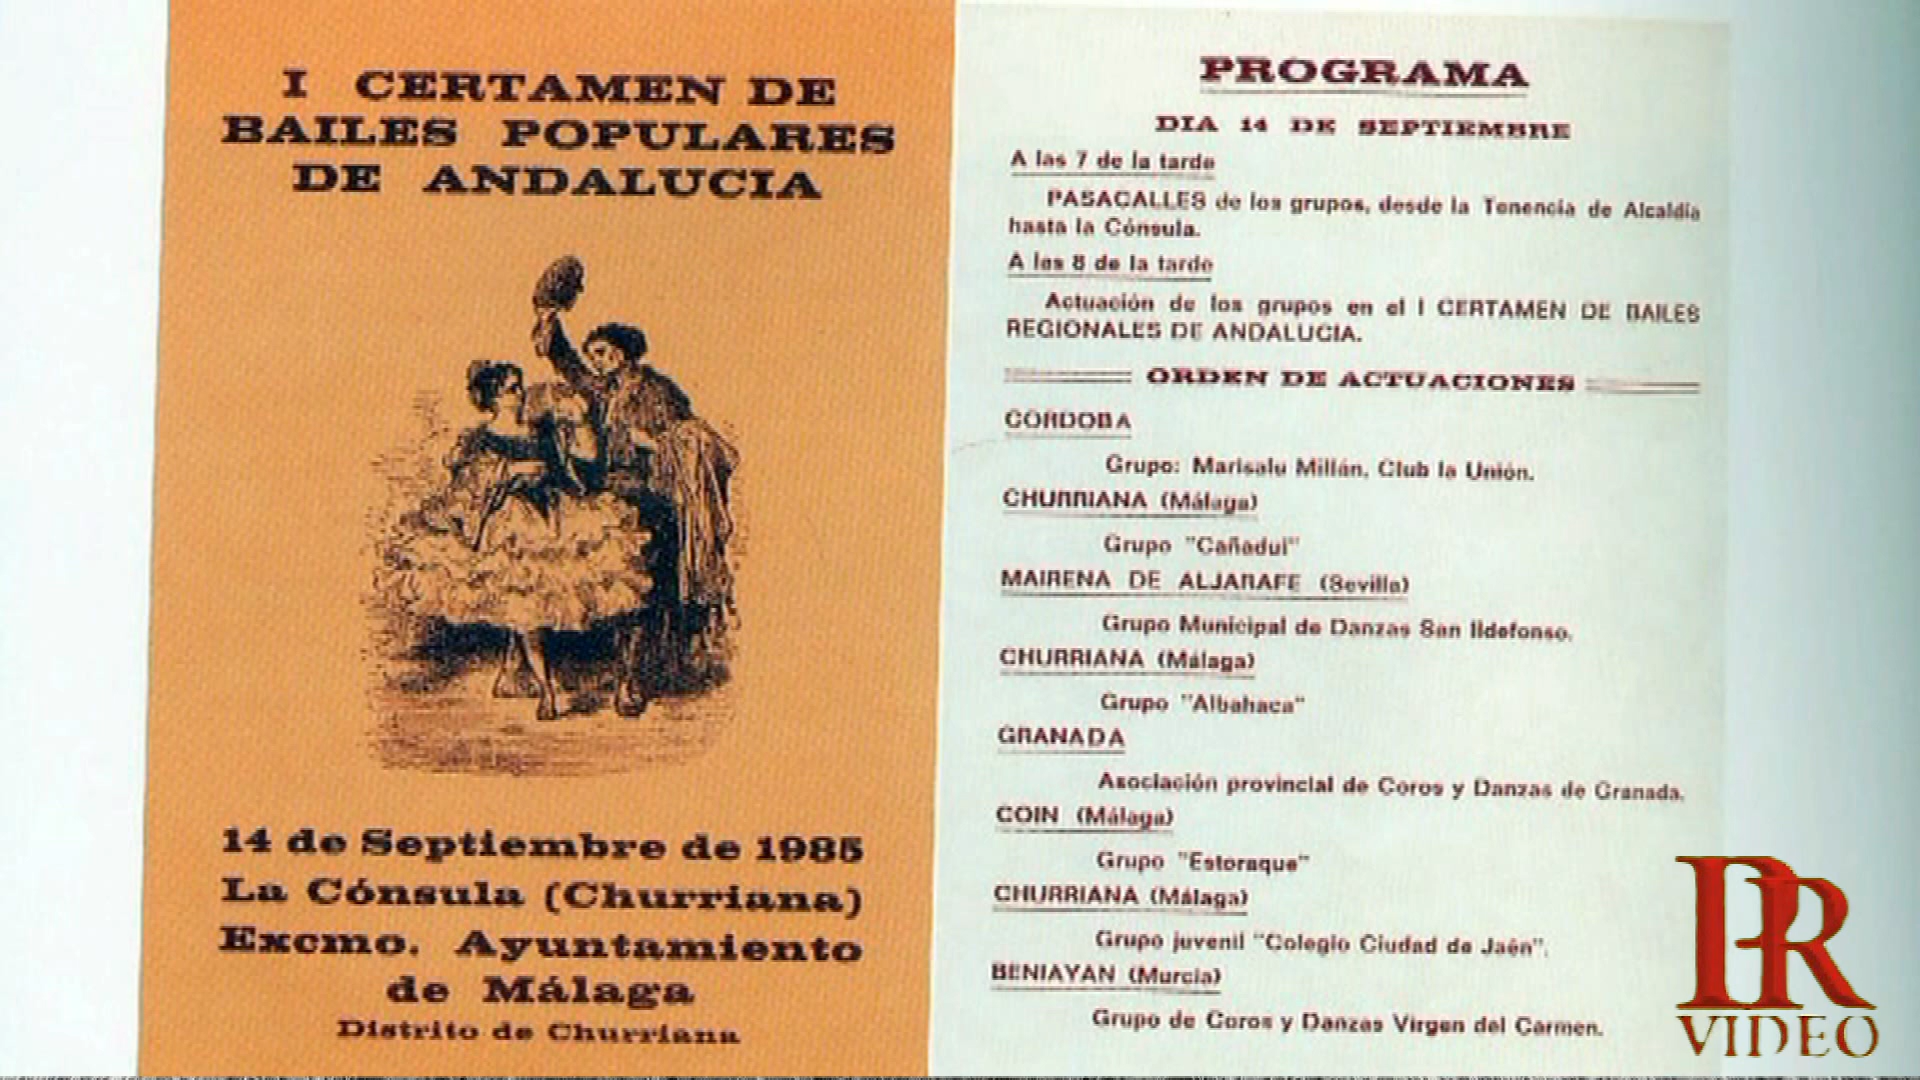 I CERTAMEN DE
BAILES POPULARES
DE ANDALUCIA
14 de Septiembre de 1985
La Cónsula (Churriana)
Excmo. Ayuntamiento
de Málaga
Distrito de Churriana
PROGRAMA
DIA 14 DE SEPTIEMBRE
A las 7 de la tarde
PASACALLES de los grupos, desde la Tenencia de Alcaldía
hasta la Cónsula.
A las 8 de la tarde
Actuación de los grupos en el I CERTAMEN DE BAILES
REGIONALES DE ANDALUCIA.
ORDEN DE ACTUACIONES
CORDOBA
Grupo: Marisalu Millán, Club la Unión.
CHURRIANA (Málaga)
Grupo "Cañadul"
MAIRENA DE ALJARAFE (Sevilla)
Grupo Municipal de Danzas San Ildefonso.
CHURRIANA (Málaga)
Grupo "Albahaca"
GRANADA
Asociación provincial de Coros y Danzas de Granada.
COIN (Málaga)
Grupo "Estoraque"
CHURRIANA (Málaga)
Grupo juvenil "Colegio Ciudad de Jaén".
BENIAYAN (Murcia)
Grupo de Coros y Danzas Virgen del Carmen.
PR
VIDEO